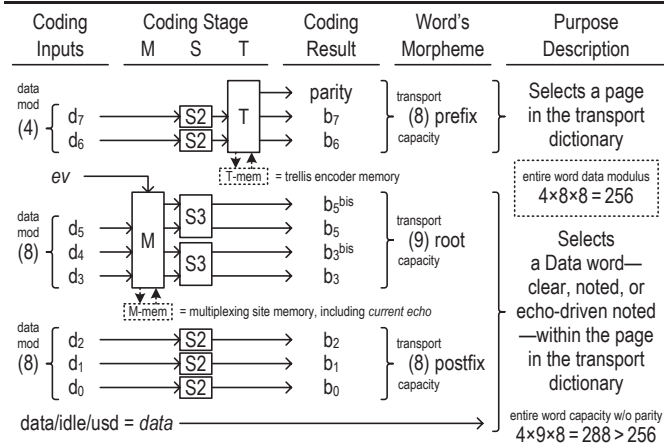 Coding Inputs
Coding Stage
M S T
Coding Result
Word's Morpheme
Purpose Description
data mod (4)
d7
d6
S2
S2
T
parity
b7
b6
transport
(8) prefix
capacity
Selects a page
in the transport
dictionary
T-mem = trellis encoder memory
ev
entire word data modulus
4×8×8 = 256
data mod (8)
d5
d4
d3
M
S3
S3
b5bis
b5
b3bis
b3
transport
(9) root
capacity
Selects
a Data word—
clear, noted, or
echo-driven noted
—within the page
in the transport
dictionary
M-mem = multiplexing site memory, including current echo
data mod (8)
d2
d1
d0
S2
S2
S2
b2
b1
b0
transport
(8) postfix
capacity
data/idle/usd = data
entire word capacity w/o parity
4×9×8 = 288 > 256